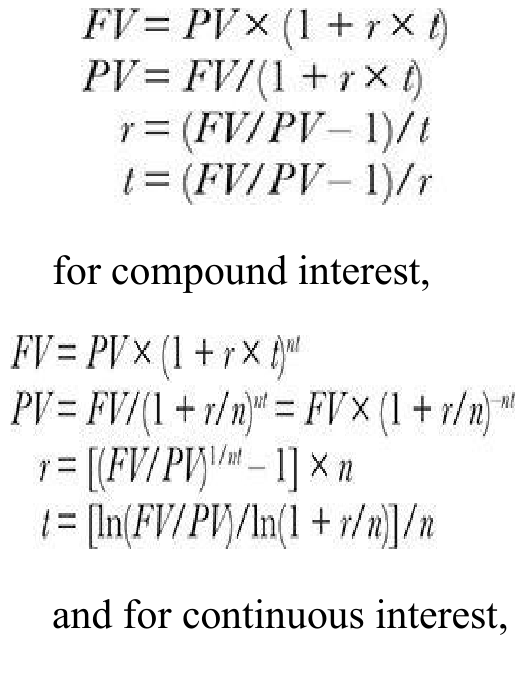 FV = PV × (1 + r × t)
PV = FV/(1 + r × t)
r = (FV/PV − 1)/t
t = (FV/PV − 1)/r
for compound interest,
FV = PV × (1 + r × t)^nt
PV = FV/(1 + r/n)^nt = FV × (1 + r/n)^−nt
r = [(FV/PV)^1/nt − 1] × n
t = [ln(FV/PV)/ln(1 + r/n)]/n
and for continuous interest,